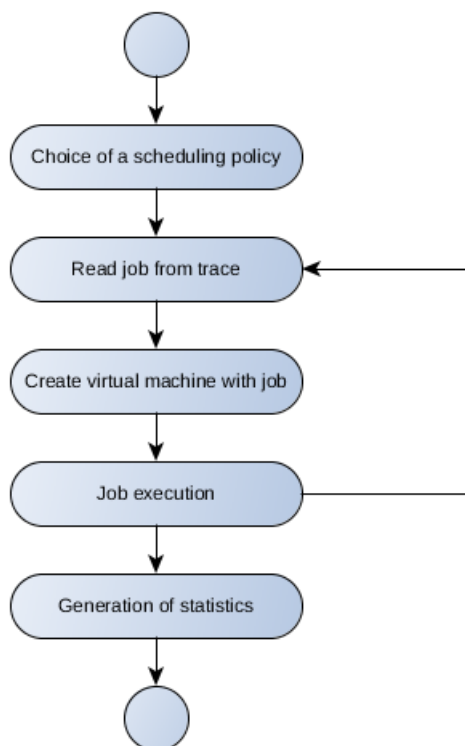 Choice of a scheduling policy
Read job from trace
Create virtual machine with job
Job execution
Generation of statistics